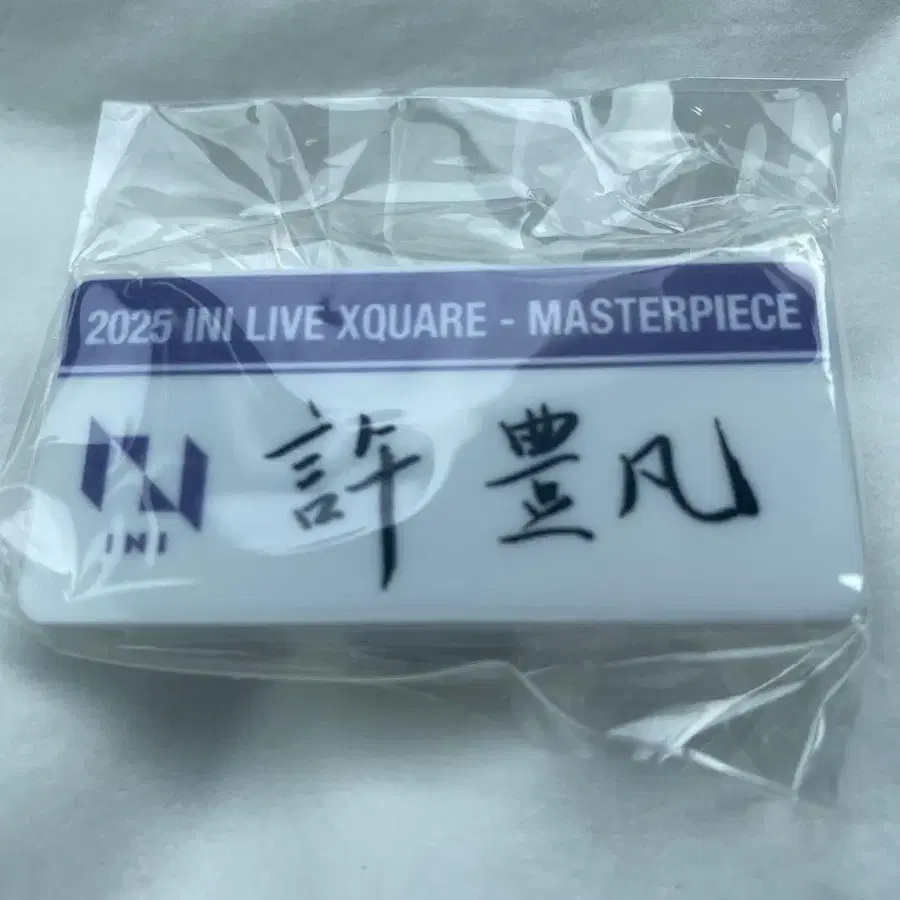 2025 INI LIVE XQUARE - MASTERPIECE
INI
許豊凡